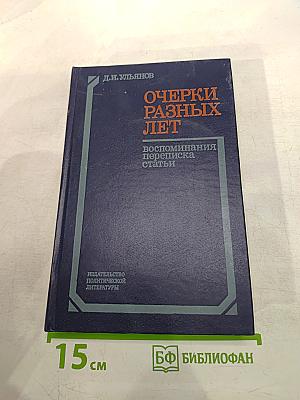 Д.И.УЛЬЯНОВ
ОЧЕРКИ
РАЗНЫХ
ЛЕТ
ВОСПОМИНАНИЯ
ПЕРЕПИСКА
СТАТЬИ
ИЗДАТЕЛЬСТВО
ПОЛИТИЧЕСКОЙ
ЛИТЕРАТУРЫ
15 см
БФ БИБЛИОФАН